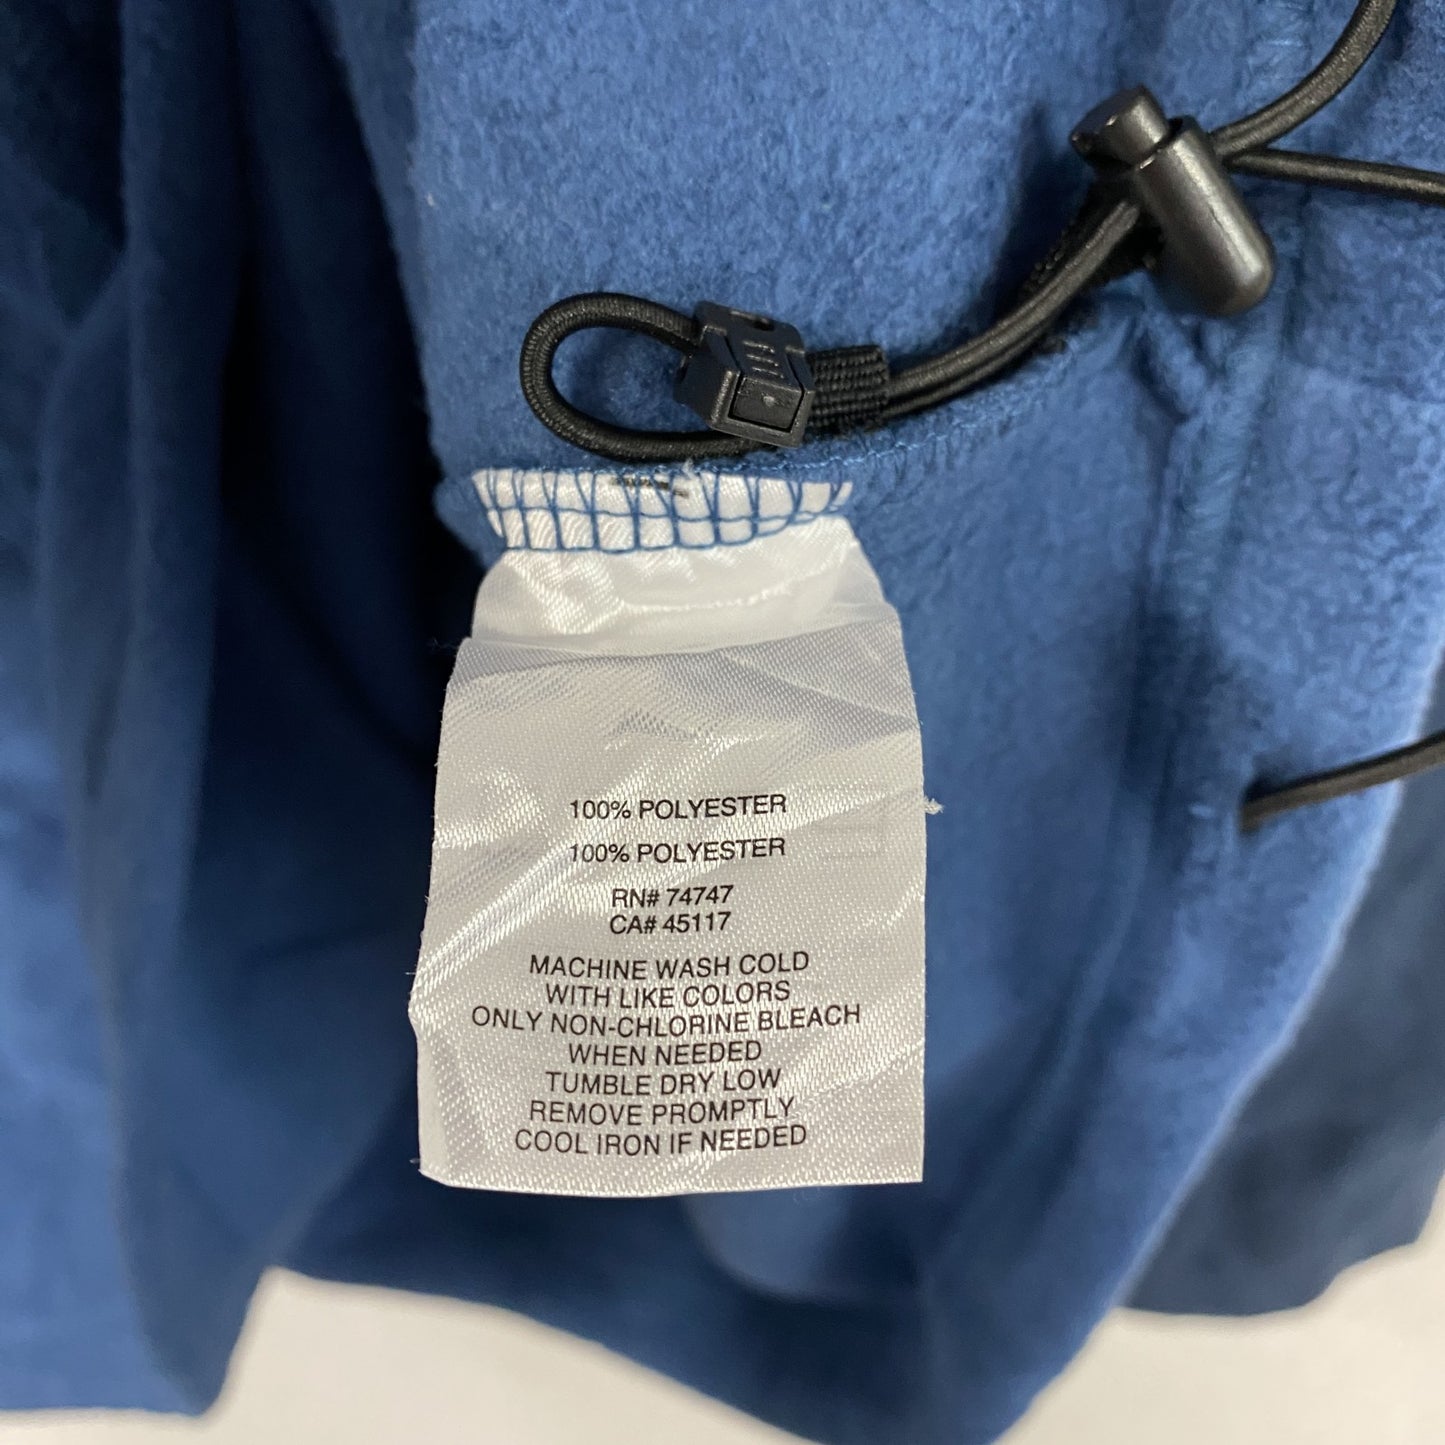 100% POLYESTER
100% POLYESTER
RN# 74747
CA# 45117
MACHINE WASH COLD
WITH LIKE COLORS
ONLY NON-CHLORINE BLEACH
WHEN NEEDED
TUMBLE DRY LOW
REMOVE PROMPTLY
COOL IRON IF NEEDED